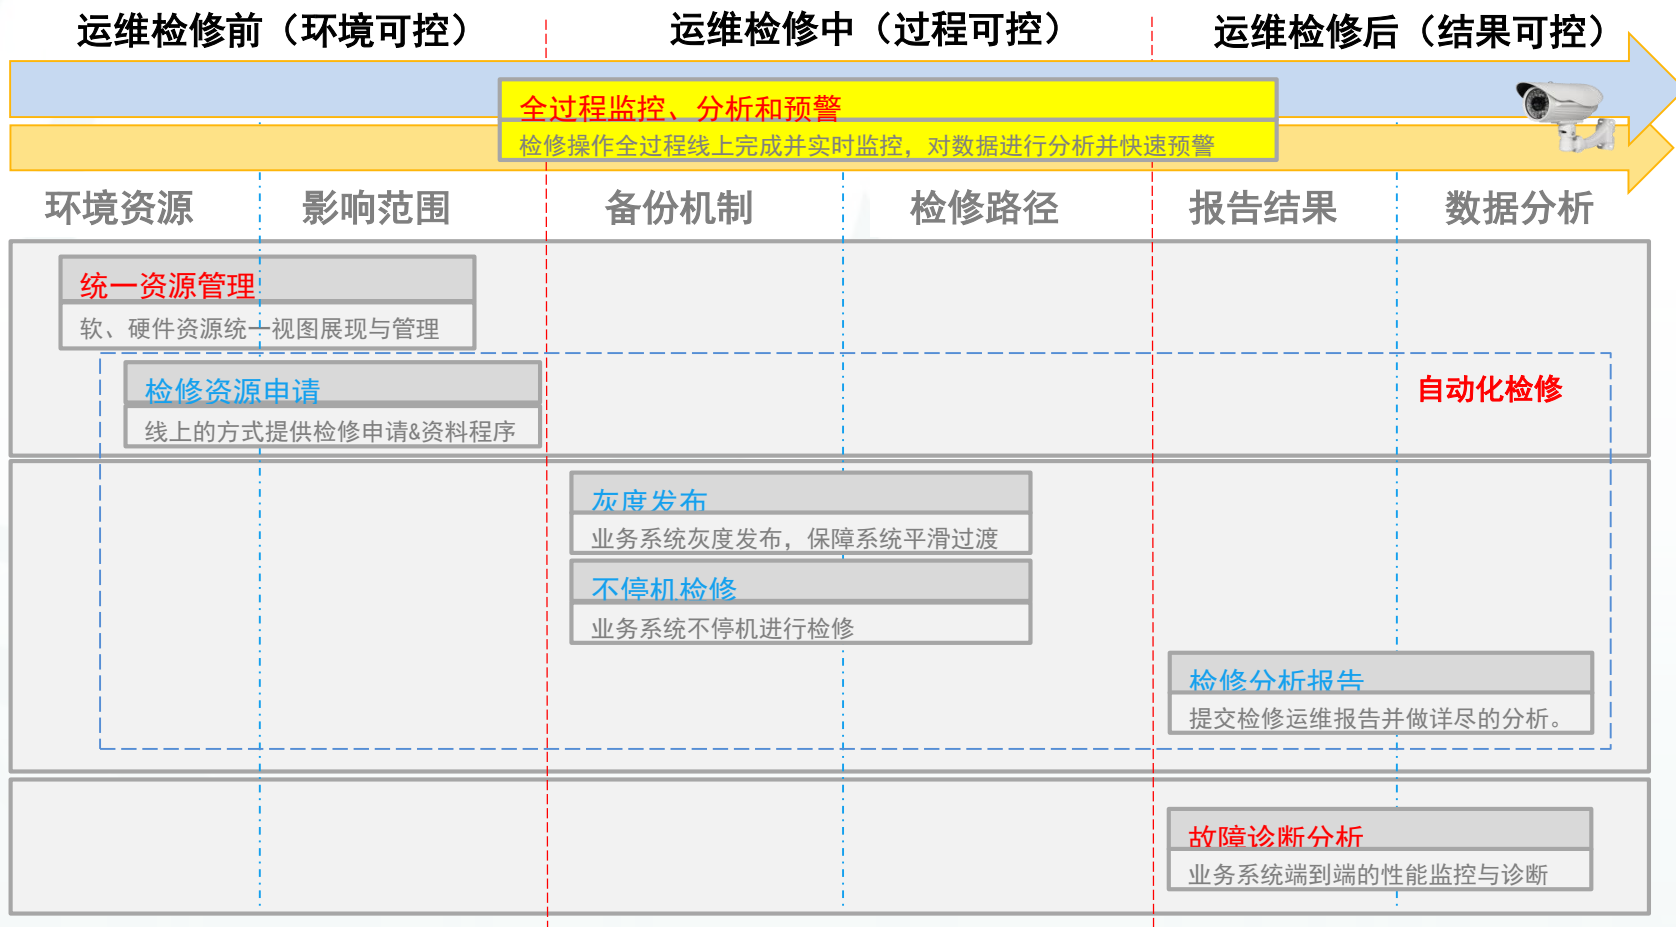 运维检修前（环境可控）
运维检修中（过程可控）
运维检修后（结果可控）
全过程监控、分析和预警
检修操作全过程线上完成并实时监控，对数据进行分析并快速预警
环境资源
影响范围
备份机制
检修路径
报告结果
数据分析
统一资源管理
软、硬件资源统一视图展现与管理
检修资源申请
线上的方式提供检修申请&资料程序
自动化检修
灰度发布
业务系统灰度发布，保障系统平滑过渡
不停机检修
业务系统不停机进行检修
检修分析报告
提交检修运维报告并做详尽的分析。
故障诊断分析
业务系统端到端的性能监控与诊断